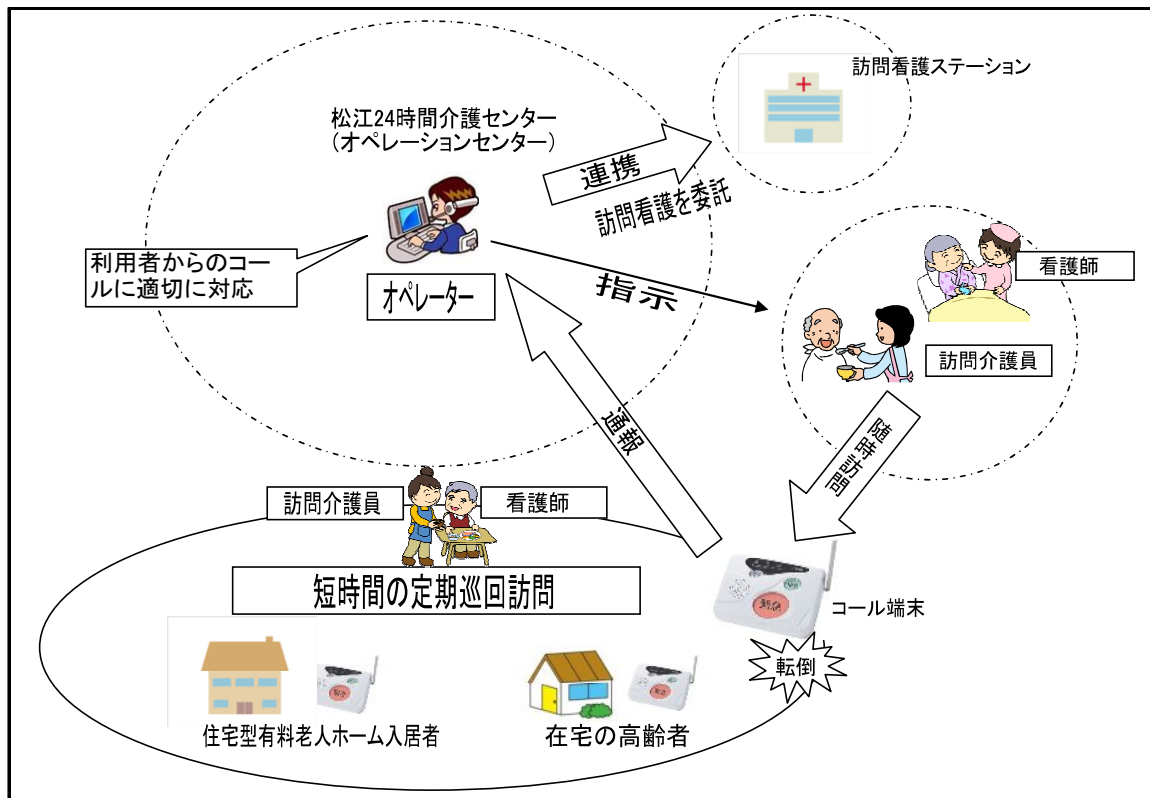 訪問看護ステーション
松江24時間介護センター
(オペレーションセンター)
連携
訪問看護を委託
利用者からのコー
ルに適切に対応
オペレーター
指示
看護師
訪問介護員
通報
随時訪問
訪問介護員
看護師
短時間の定期巡回訪問
コール端末
転倒
住宅型有料老人ホーム入居者
在宅の高齢者